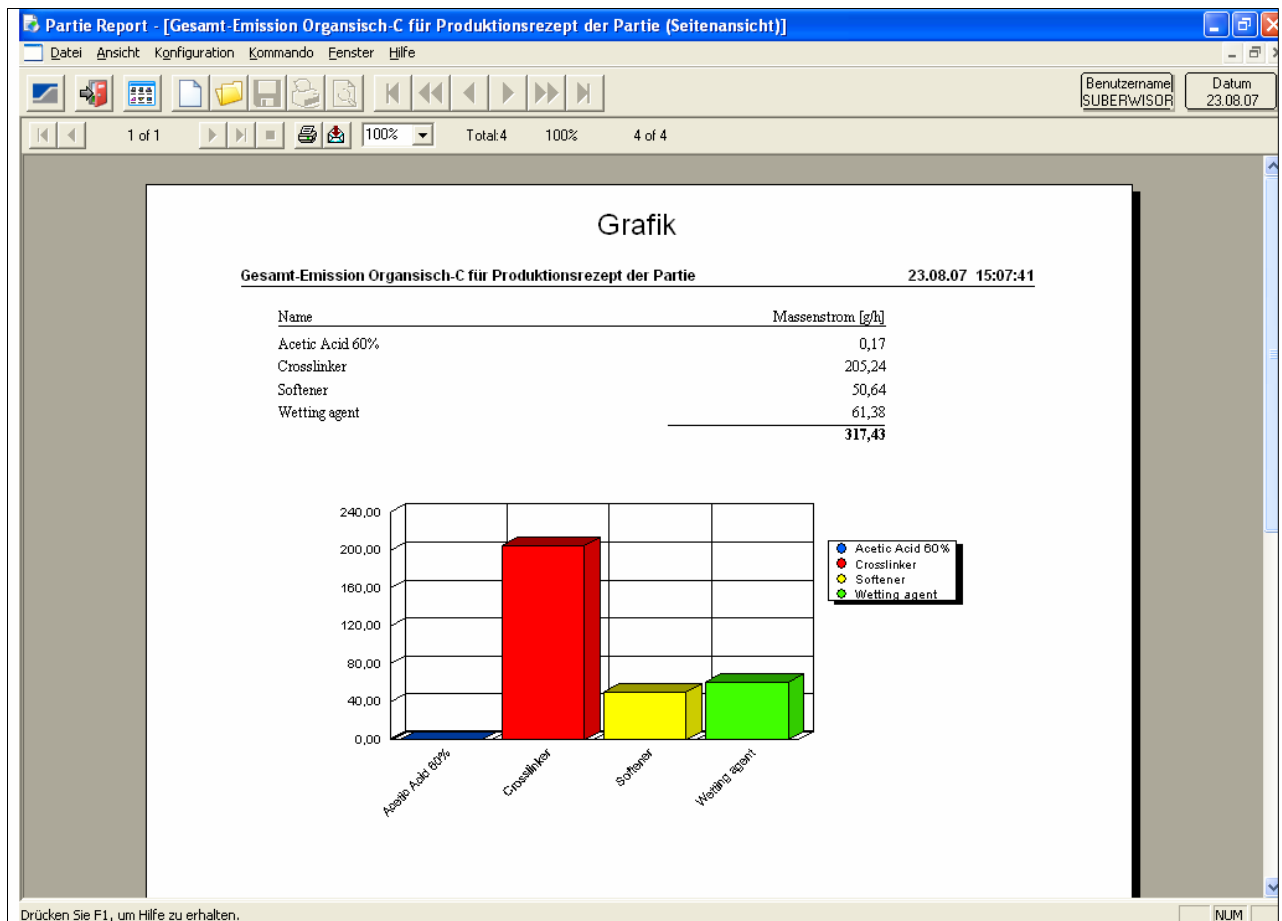 Partie Report - [Gesamt-Emission Organsisch-C für Produktionsrezept der Partie (Seitenansicht)]
Datei Ansicht Konfiguration Kommando Fenster Hilfe
Benutzername Datum
SUBERWISOR 23.08.07
1 of 1 100% Total:4 100% 4 of 4
Grafik
Gesamt-Emission Organsisch-C für Produktionsrezept der Partie 23.08.07 15:07:41
Name Massenstrom [g/h]
Acetic Acid 60% 0,17
Crosslinker 205,24
Softener 50,64
Wetting agent 61,38
317,43
240,00
200,00
160,00
120,00
80,00
40,00
0,00
Acetic Acid 60%
Crosslinker
Softener
Wetting agent
Acetic Acid 60%
Crosslinker
Softener
Wetting agent
Drücken Sie F1, um Hilfe zu erhalten. NUM